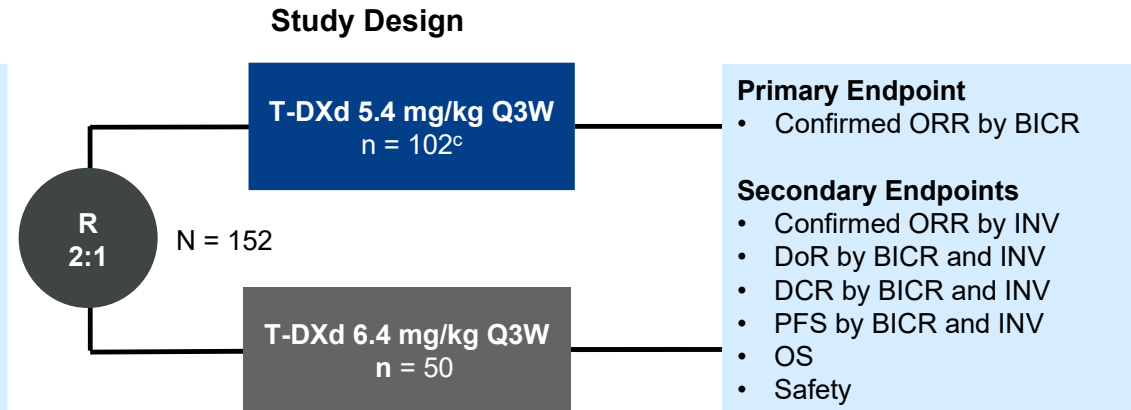 Study Design
T-DXd 5.4 mg/kg Q3W
n = 102ᶜ
R
2:1
N = 152
T-DXd 6.4 mg/kg Q3W
n = 50
Primary Endpoint
• Confirmed ORR by BICR
Secondary Endpoints
• Confirmed ORR by INV
• DoR by BICR and INV
• DCR by BICR and INV
• PFS by BICR and INV
• OS
• Safety